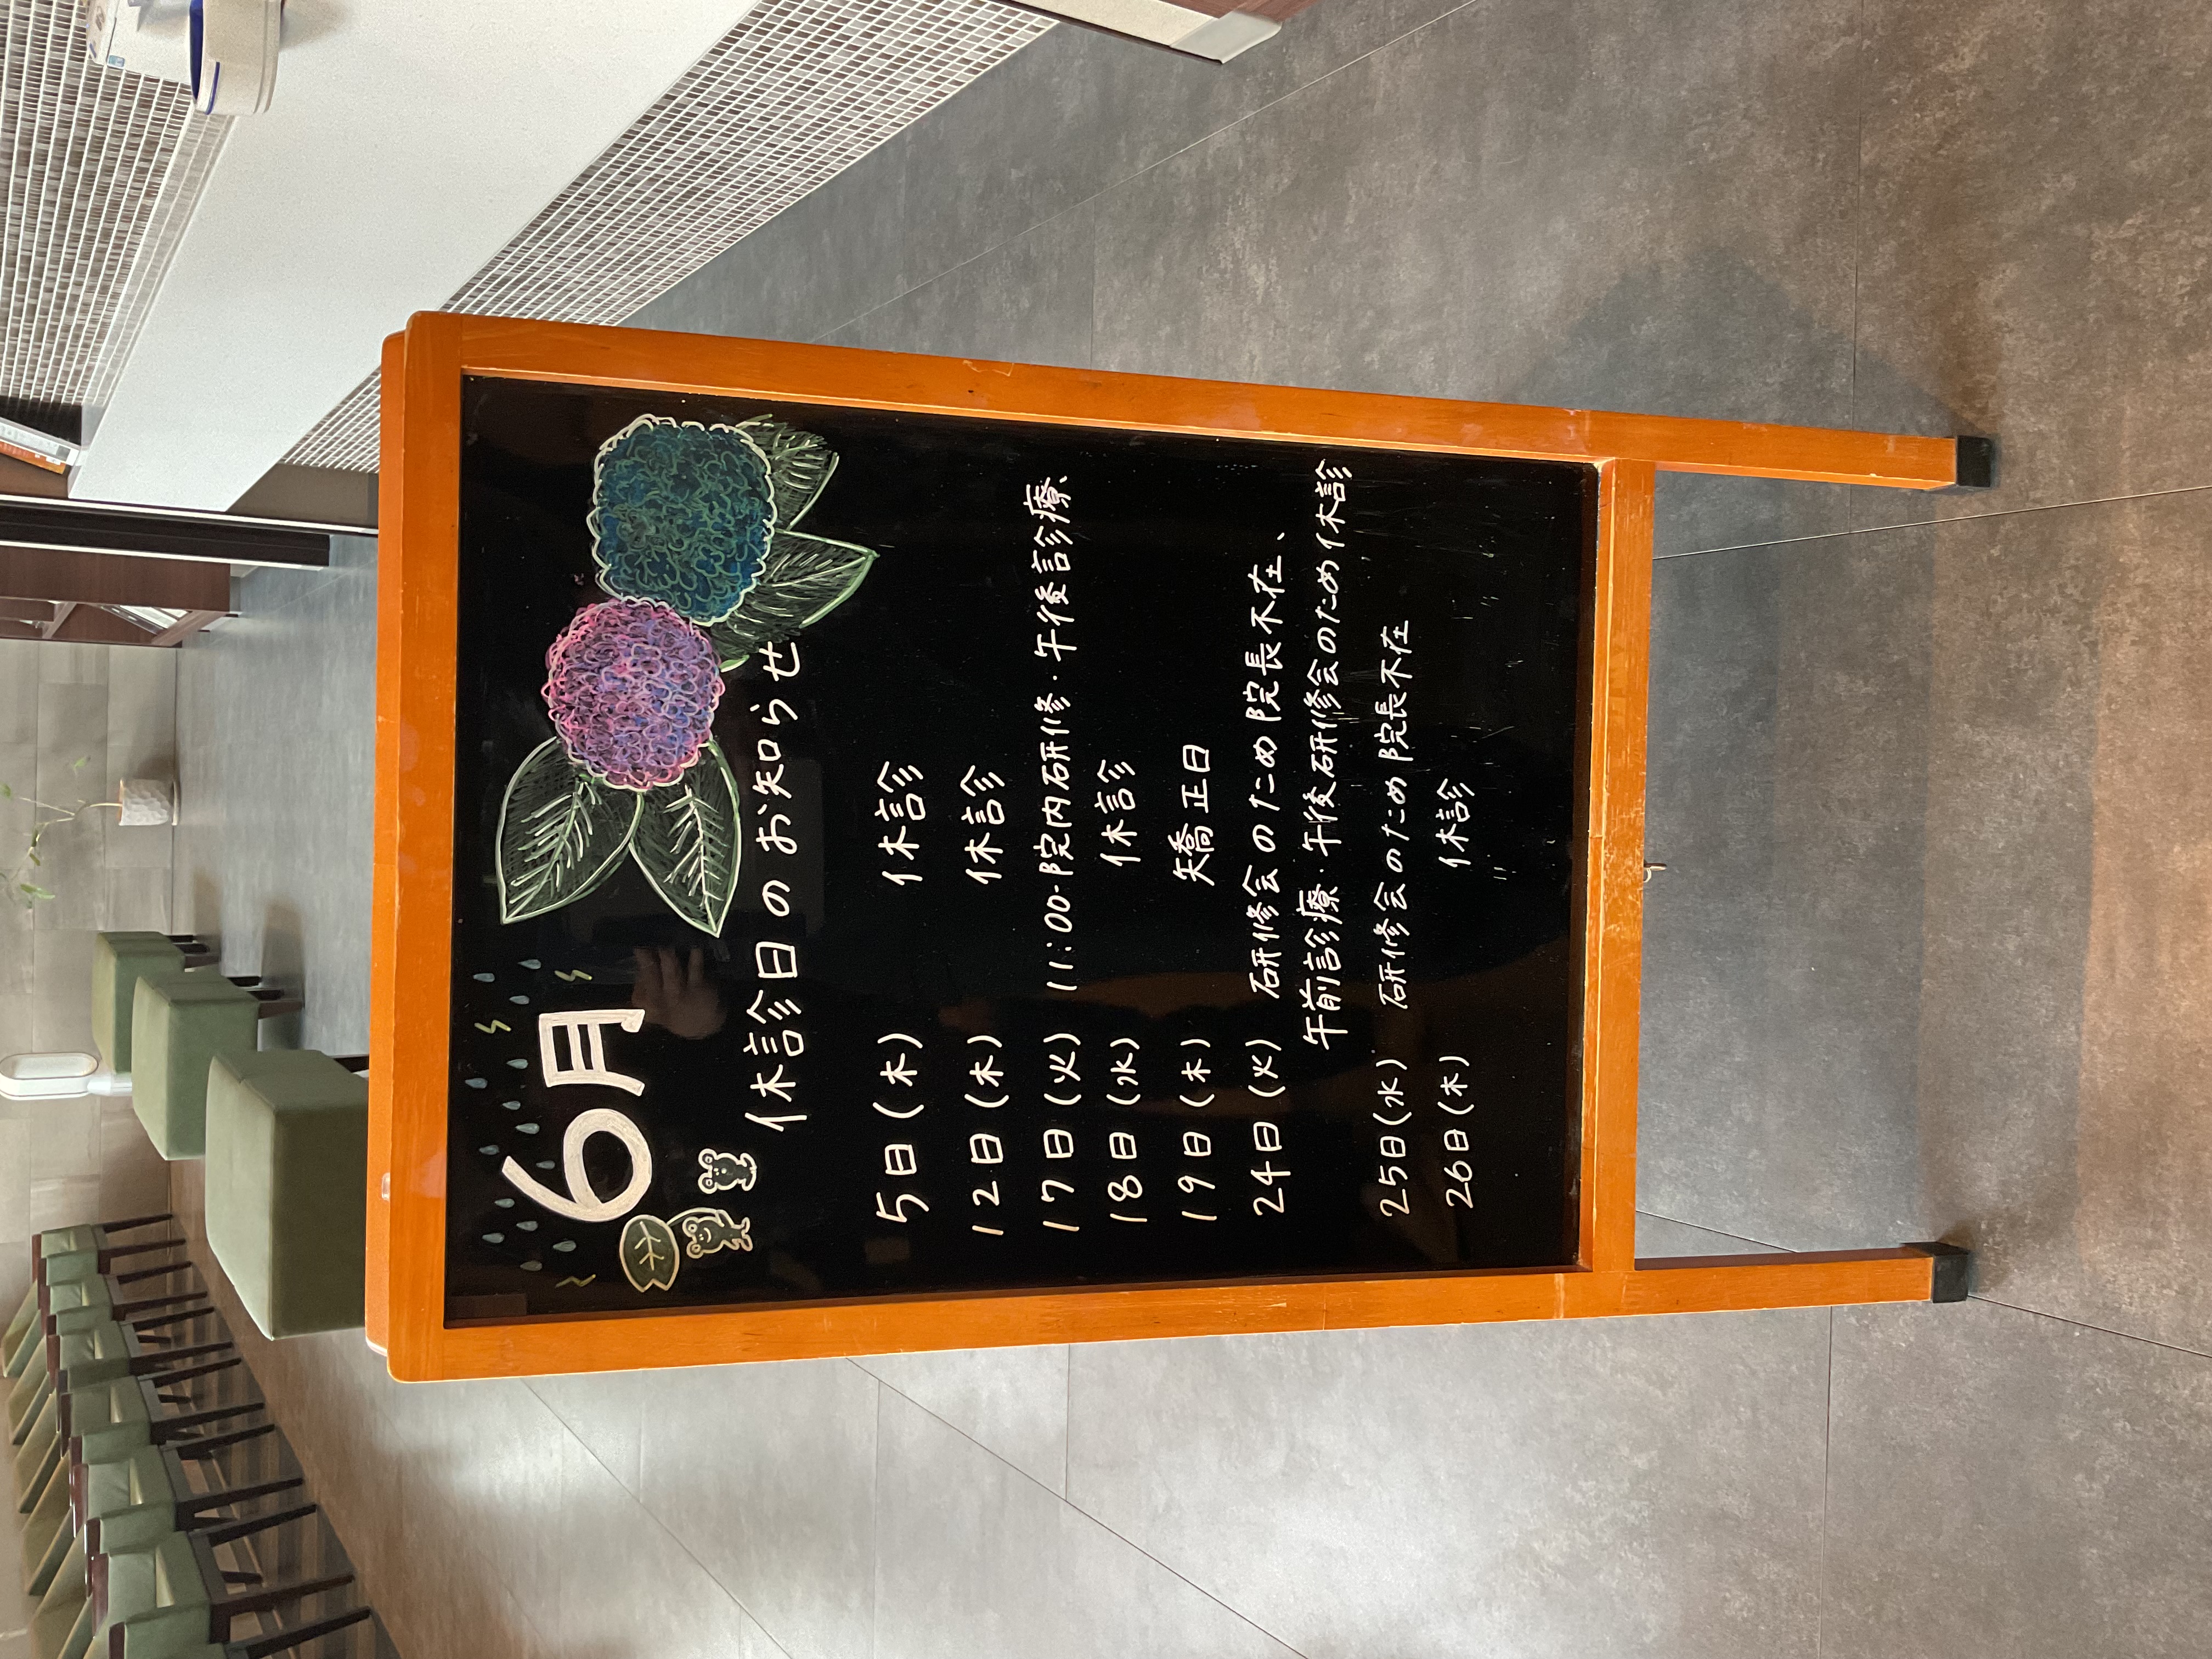 6月
休診日のお知らせ
5日(木) 休診
12日(木) 休診
17日(火) 11:00-院内研修・午後診療
18日(水) 休診
19日(木) 矯正日
24日(火) 研修会のため院長不在、
午前診療・午後研修会のため休診
25日(水) 研修会のため院長不在
26日(木) 休診